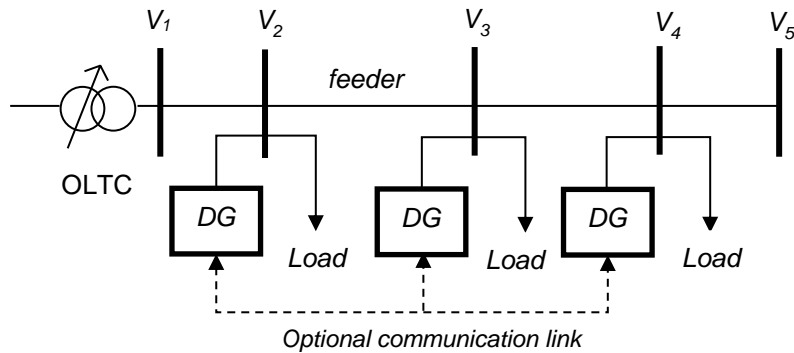 V1 V2 V3 V4 V5
feeder
OLTC
DG DG DG
Load Load Load
Optional communication link